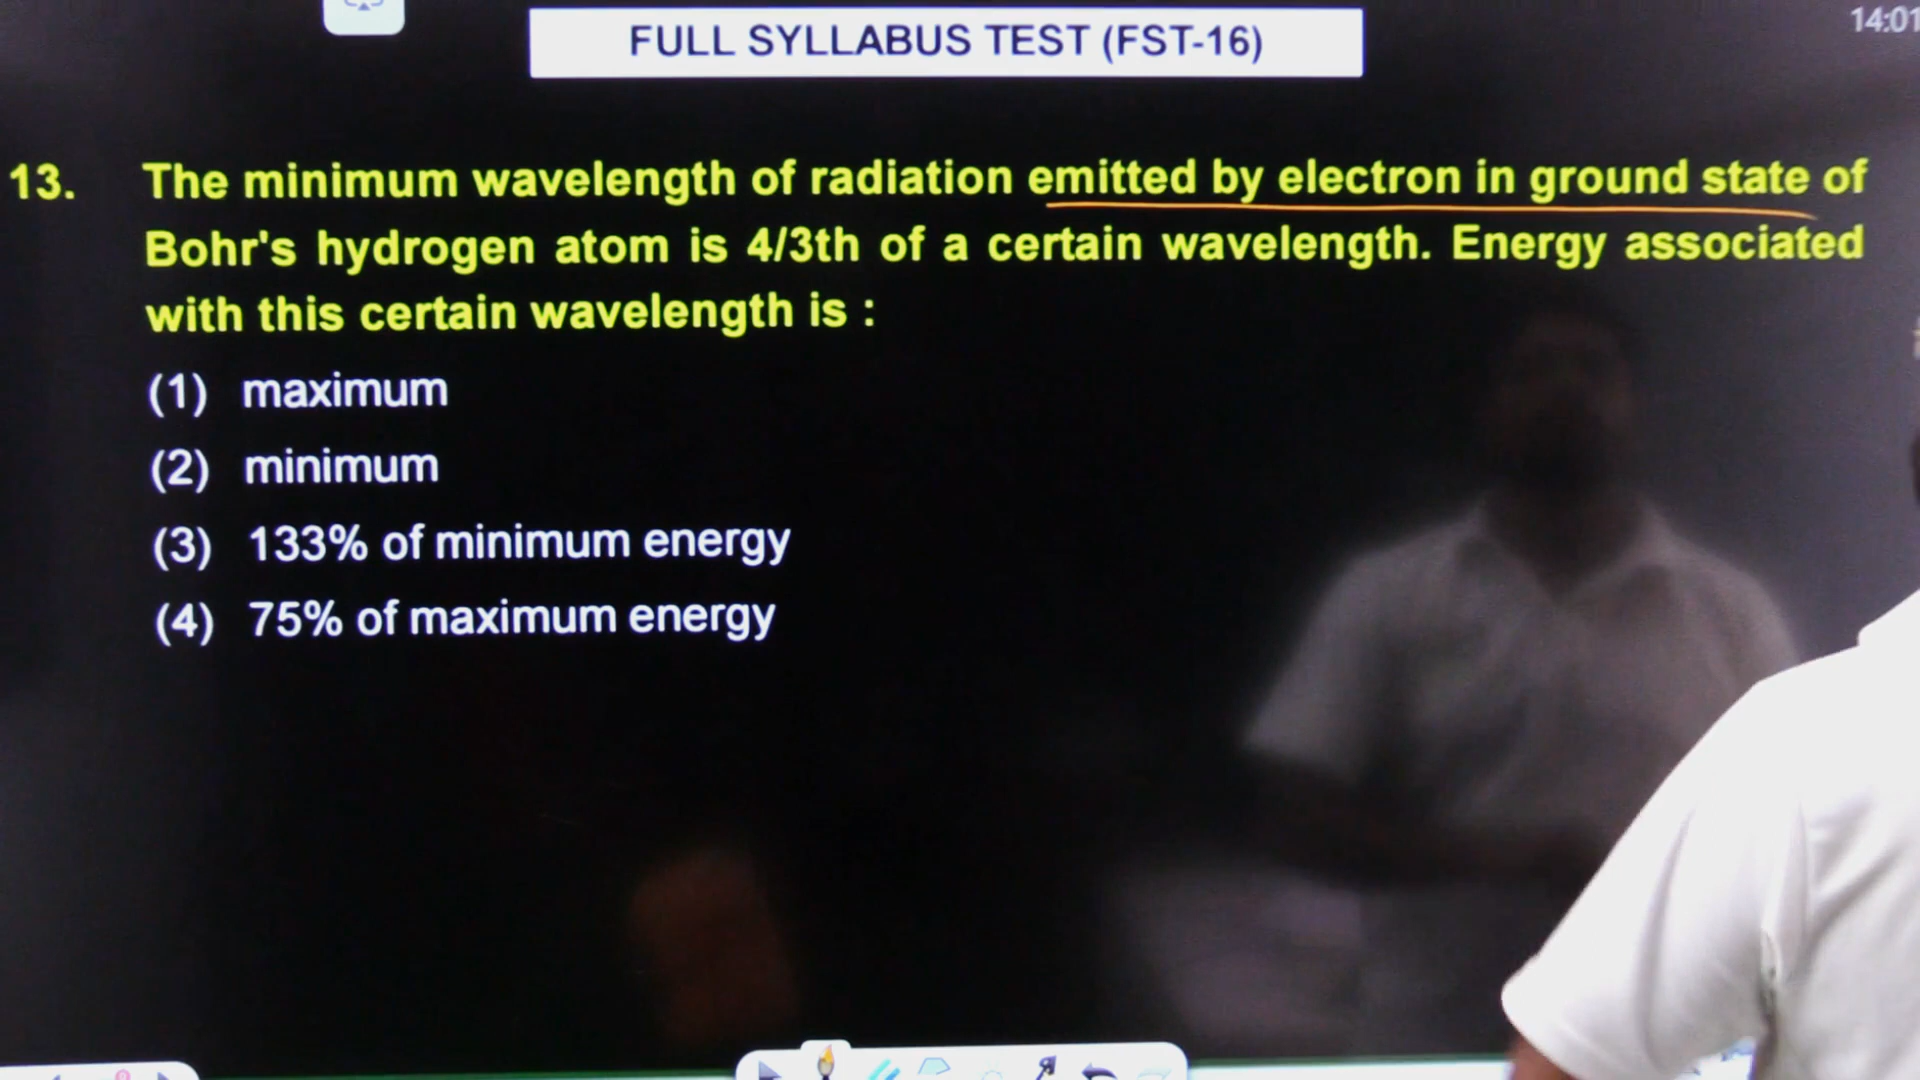 14:01
FULL SYLLABUS TEST (FST-16)
13. The minimum wavelength of radiation emitted by electron in ground state of
Bohr's hydrogen atom is 4/3th of a certain wavelength. Energy associated
with this certain wavelength is :
(1) maximum
(2) minimum
(3) 133% of minimum energy
(4) 75% of maximum energy